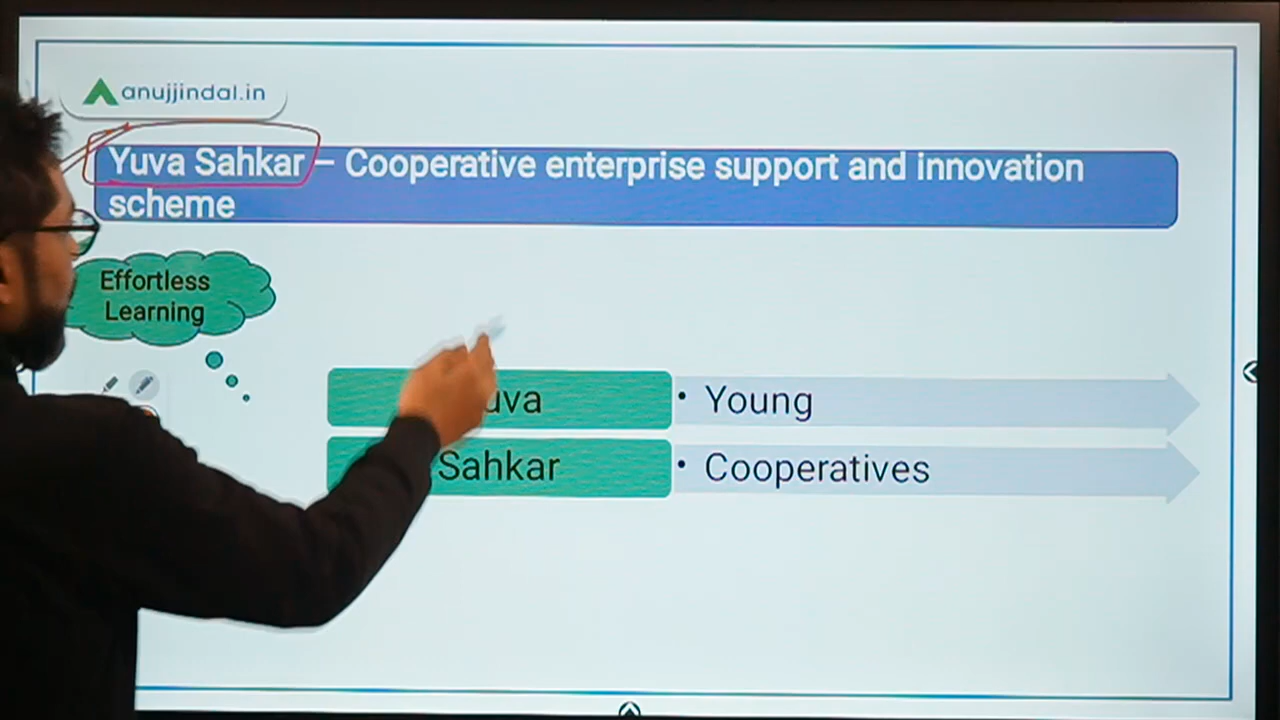 anujjindal.in
Yuva Sahkar – Cooperative enterprise support and innovation
scheme
Effortless
Learning
uva
• Young
Sahkar
• Cooperatives